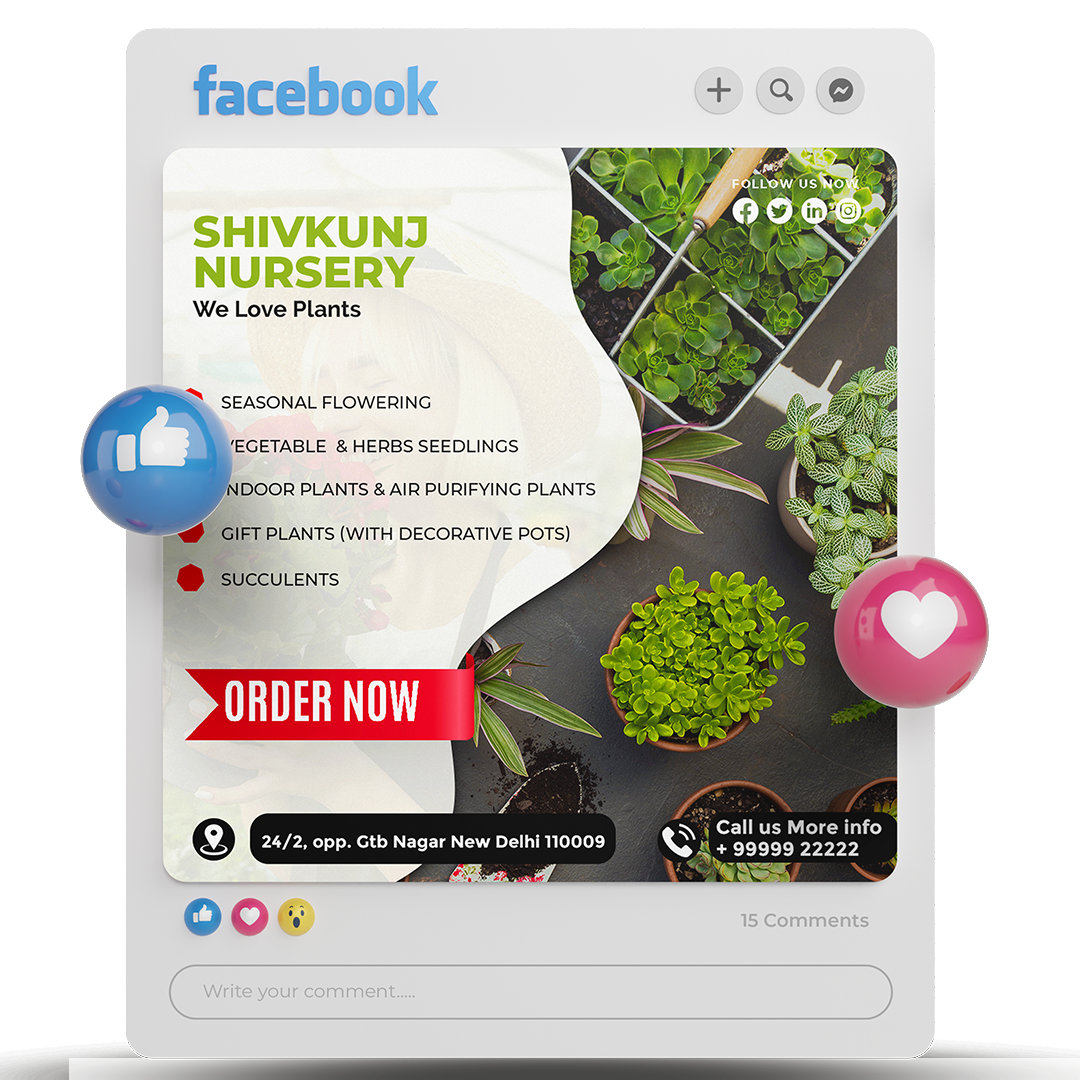 facebook
FOLLOW US NOW
SHIVKUNJ
NURSERY
We Love Plants
SEASONAL FLOWERING
VEGETABLE & HERBS SEEDLINGS
INDOOR PLANTS & AIR PURIFYING PLANTS
GIFT PLANTS (WITH DECORATIVE POTS)
SUCCULENTS
ORDER NOW
24/2, opp. Gtb Nagar New Delhi 110009
Call us More info
+ 99999 22222
15 Comments
Write your comment.....